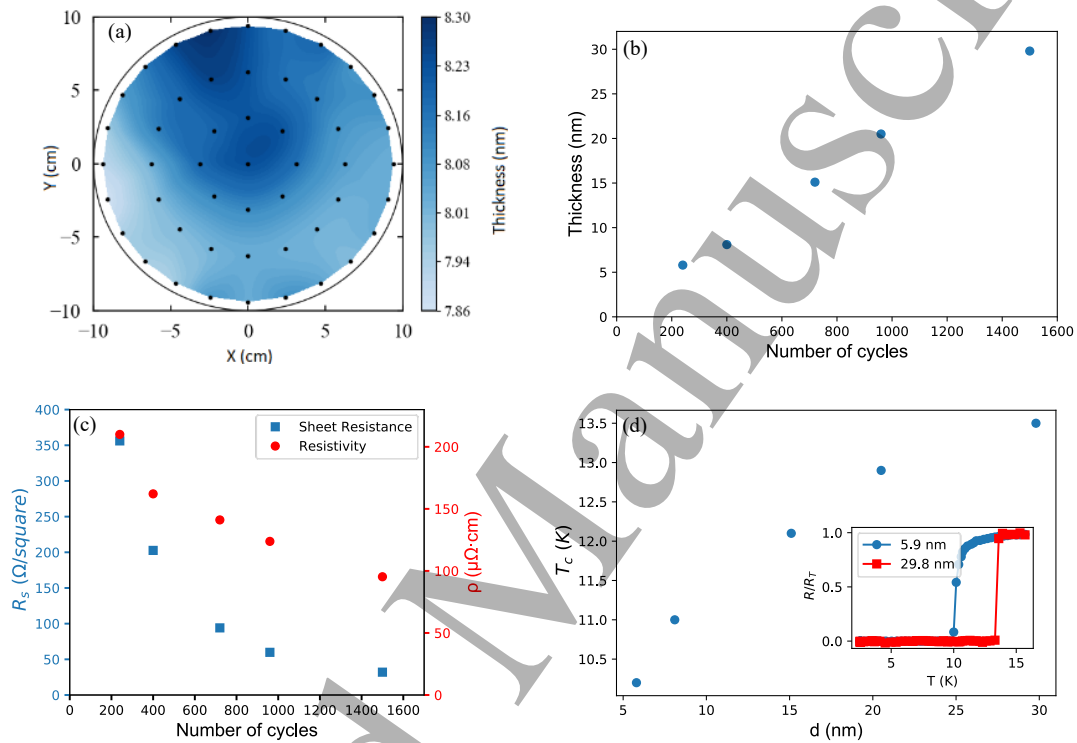 (a)
10
5
0
−5
−10
Y (cm)
−10 −5 0 5 10
X (cm)
8.30
8.23
8.16
8.08
8.01
7.94
7.86
Thickness (nm)
(b)
30
25
20
15
10
5
0
Thickness (nm)
0 200 400 600 800 1000 1200 1400 1600
Number of cycles
(c)
400
350
300
250
200
150
100
50
0
Rs (Ω/square)
Sheet Resistance
Resistivity
200
150
100
50
0
ρ (μΩ·cm)
0 200 400 600 800 1000 1200 1400 1600
Number of cycles
(d)
13.5
13.0
12.5
12.0
11.5
11.0
10.5
Tc (K)
5 10 15 20 25 30
d (nm)
5.9 nm
29.8 nm
1.0
0.5
0.0
R/RT
5 10 15
T (K)
Manuscri